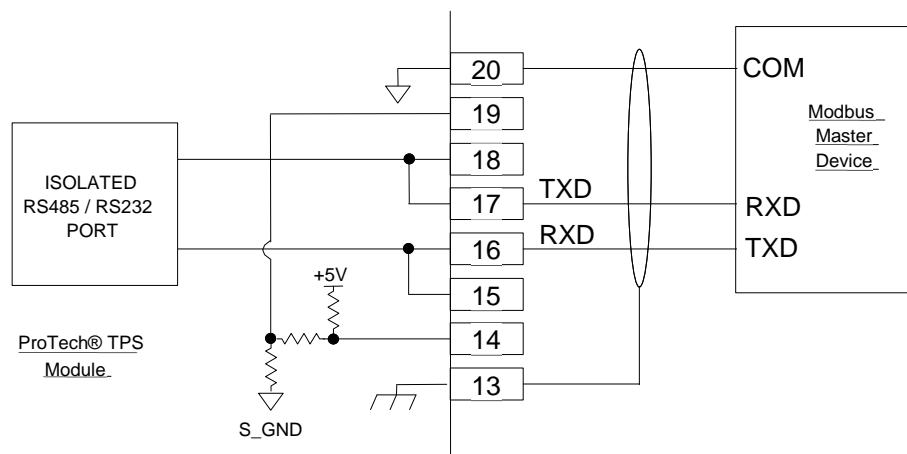 20
19
18
17
16
15
14
13
TXD
RXD
COM
RXD
TXD
Modbus
Master
Device
ISOLATED
RS485 / RS232
PORT
+5V
ProTech® TPS
Module
S_GND